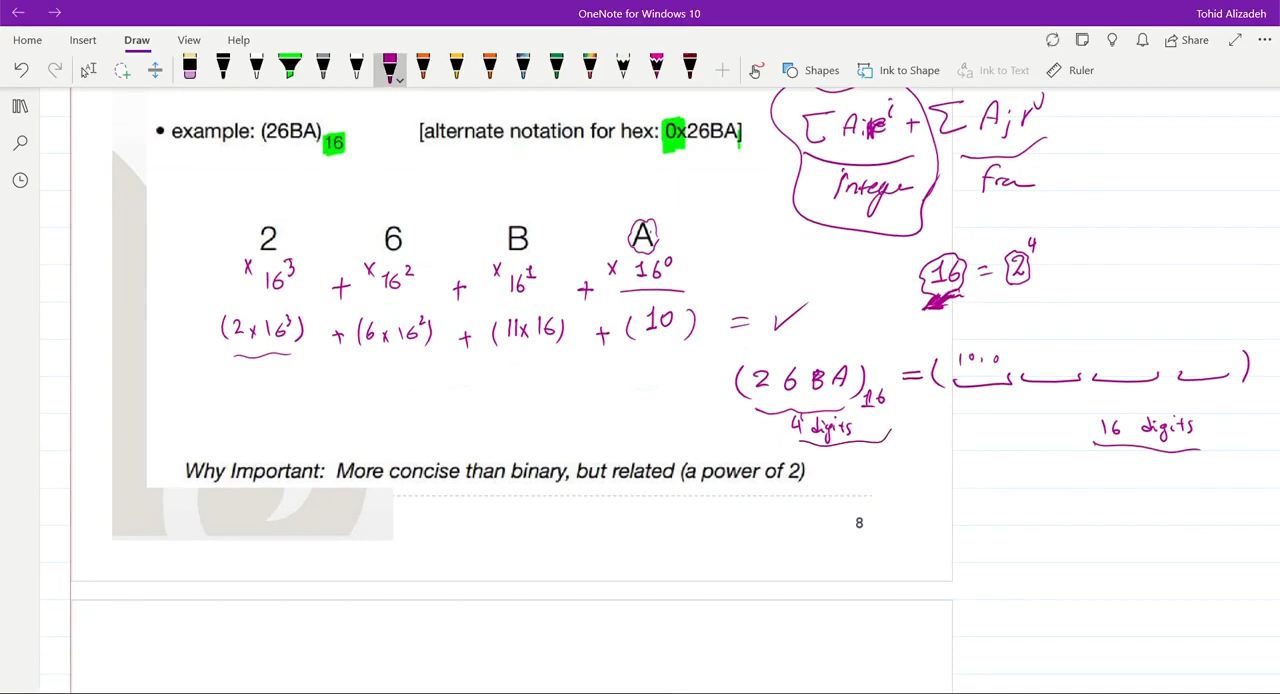 OneNote for Windows 10
Tohid Alizadeh
Home Insert Draw View Help
Share
Shapes Ink to Shape Ink to Text Ruler
• example: (26BA)16 [alternate notation for hex: 0x26BA]
2 6 B A
× 16³ + × 16² + × 16¹ + × 16⁰
(2 × 16³) + (6 × 16²) + (11 × 16) + (10) = ✓
integer
16 = 2⁴
(26BA)16 = ( )
4 digits
16 digits
Why Important: More concise than binary, but related (a power of 2)
8